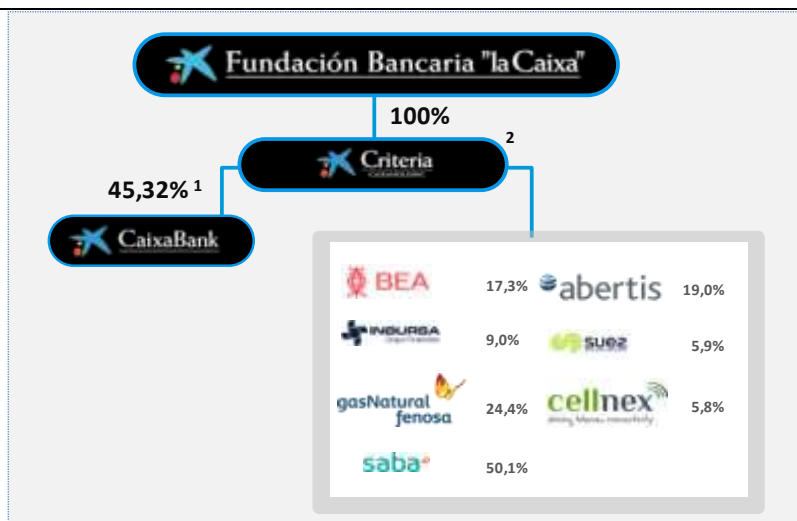 Fundación Bancaria "la Caixa"
100%
Criteria
2
45,32% 1
CaixaBank
BEA 17,3% abertis 19,0%
INBURSA 9,0% suez 5,9%
gasNatural
fenosa 24,4% cellnex 5,8%
saba 50,1%